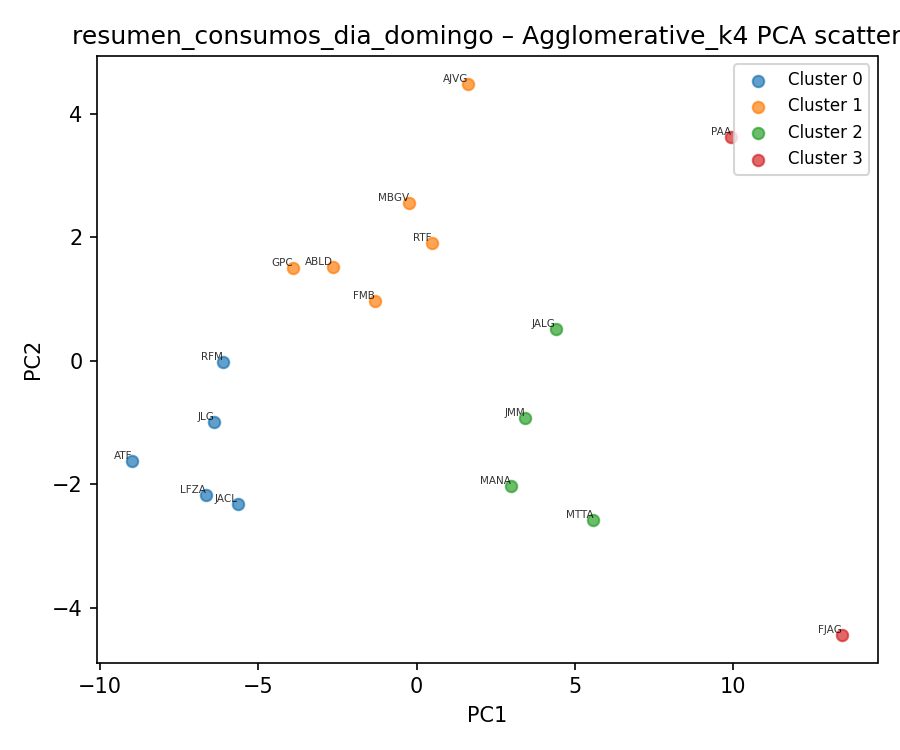 resumen_consumos_dia_domingo – Agglomerative_k4 PCA scatter
Cluster 0
Cluster 1
Cluster 2
Cluster 3
AJVG
PAA
MBGV
RTF
GPC
ABLD
FMB
JALG
RFM
JLG
JMM
ATF
LFZA
JACL
MANA
MTTA
FJAG
4
2
0
−2
−4
PC2
−10
−5
0
5
10
PC1